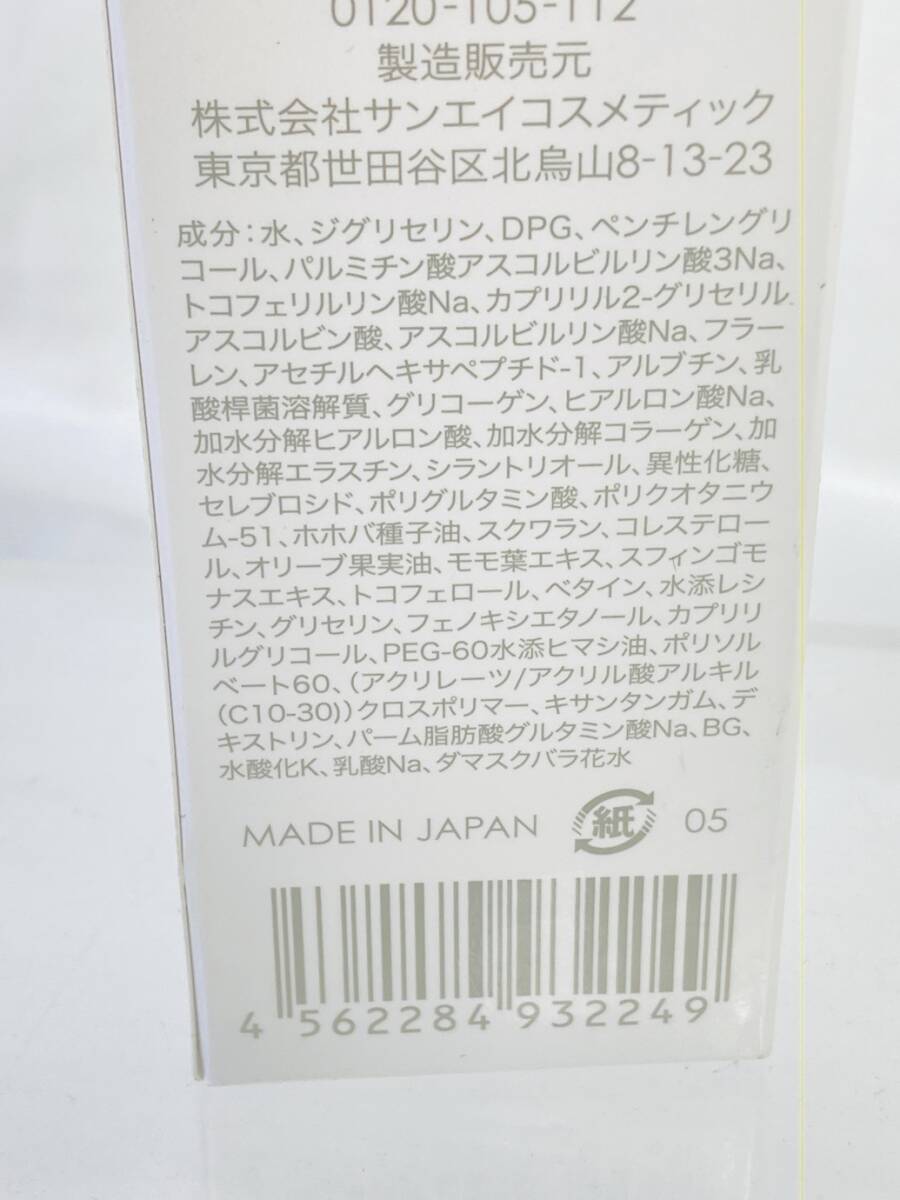 0120-105-112
製造販売元
株式会社サンエイコスメティック
東京都世田谷区北烏山8-13-23
成分：水、ジグリセリン、DPG、ペンチレングリ
コール、パルミチン酸アスコルビルリン酸3Na、
トコフェリルリン酸Na、カプリリル2-グリセリル
アスコルビン酸、アスコルビルリン酸Na、フラー
レン、アセチルヘキサペプチド-1、アルブチン、乳
酸桿菌溶解質、グリコーゲン、ヒアルロン酸Na、
加水分解ヒアルロン酸、加水分解コラーゲン、加
水分解エラスチン、シラントリオール、異性化糖、
セレブロシド、ポリグルタミン酸、ポリクオタニウ
ム-51、ホホバ種子油、スクワラン、コレステロー
ル、オリーブ果実油、モモ葉エキス、スフィンゴモ
ナスエキス、トコフェロール、ベタイン、水添レシ
チン、グリセリン、フェノキシエタノール、カプリリ
ルグリコール、PEG-60水添ヒマシ油、ポリソル
ベート60、（アクリレーツ/アクリル酸アルキル
（C10-30））クロスポリマー、キサンタンガム、デ
キストリン、パーム脂肪酸グルタミン酸Na、BG、
水酸化K、乳酸Na、ダマスクバラ花水
MADE IN JAPAN 紙 05
4 562284 932249